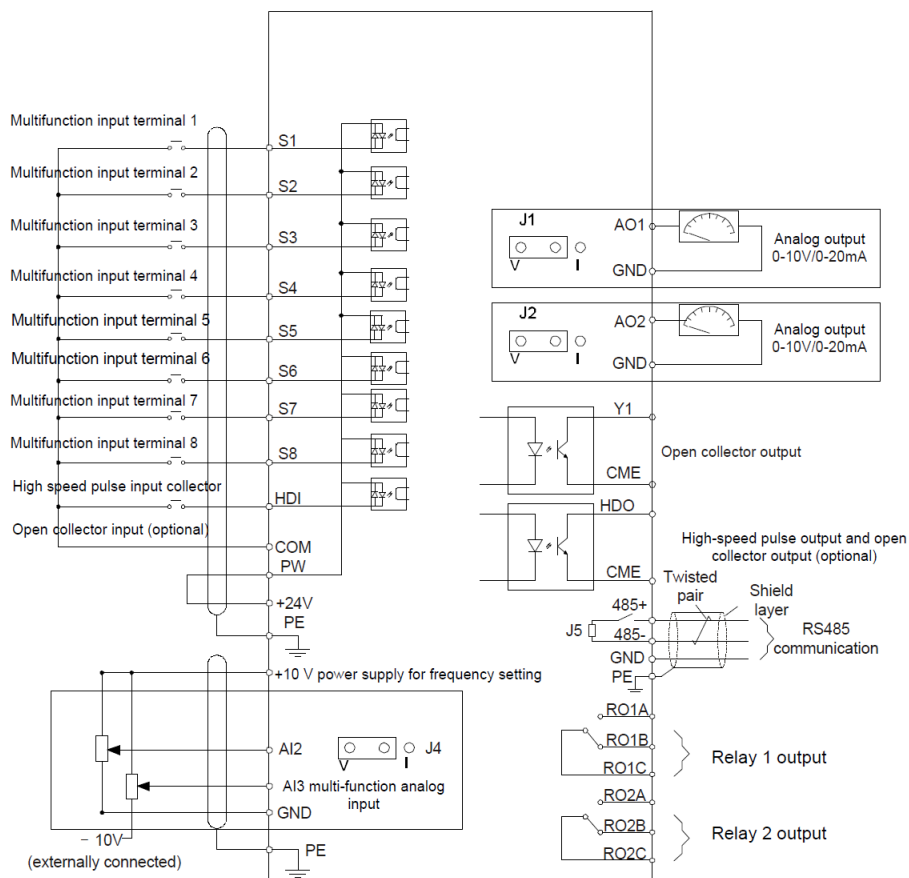 Multifunction input terminal 1
S1
Multifunction input terminal 2
S2
Multifunction input terminal 3
S3
Multifunction input terminal 4
S4
Multifunction input terminal 5
S5
Multifunction input terminal 6
S6
Multifunction input terminal 7
S7
Multifunction input terminal 8
S8
High speed pulse input collector
HDI
Open collector input (optional)
COM
PW
+24V
PE
+10 V power supply for frequency setting
AI2
V
I
J4
AI3 multi-function analog
input
GND
− 10V
(externally connected)
PE
J1
V
I
AO1
GND
Analog output
0-10V/0-20mA
J2
V
I
AO2
GND
Analog output
0-10V/0-20mA
Y1
CME
Open collector output
HDO
CME
High-speed pulse output and open
collector output (optional)
Twisted
pair
Shield
layer
485+
J5
485-
GND
PE
RS485
communication
RO1A
RO1B
RO1C
Relay 1 output
RO2A
RO2B
RO2C
Relay 2 output